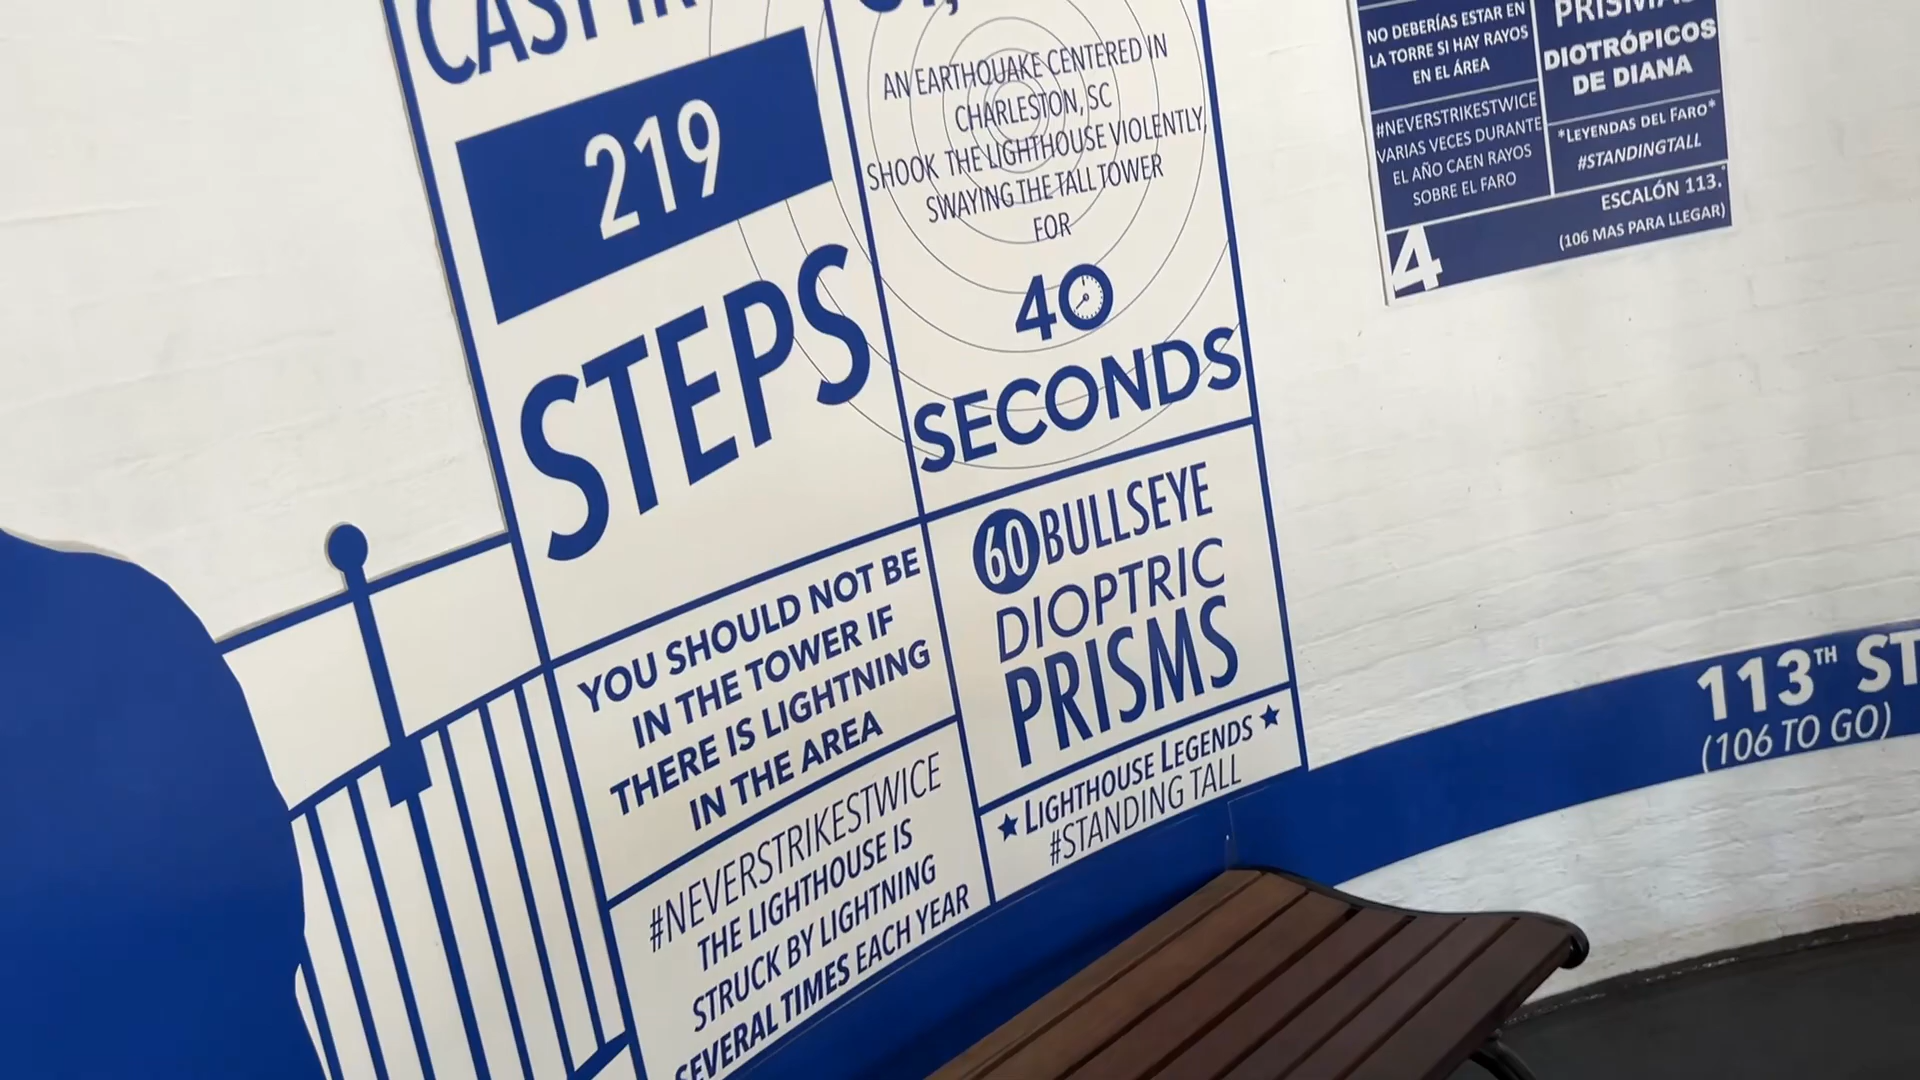 219
STEPS
YOU SHOULD NOT BE
IN THE TOWER IF
THERE IS LIGHTNING
IN THE AREA
#NEVERSTRIKESTWICE
THE LIGHTHOUSE IS
STRUCK BY LIGHTNING
SEVERAL TIMES EACH YEAR
AN EARTHQUAKE CENTERED IN
CHARLESTON, SC
SHOOK THE LIGHTHOUSE VIOLENTLY,
SWAYING THE TALL TOWER
FOR
40
SECONDS
60 BULLSEYE
DIOPTRIC
PRISMS
LIGHTHOUSE LEGENDS
#STANDING TALL
NO DEBERÍAS ESTAR EN
LA TORRE SI HAY RAYOS
EN EL ÁREA
#NEVERSTRIKESTWICE
VARIAS VECES DURANTE
EL AÑO CAEN RAYOS
SOBRE EL FARO
PRISMAS
DIOTRÓPICOS
DE DIANA
*LEYENDAS DEL FARO*
#STANDINGTALL
ESCALÓN 113.
(106 MAS PARA LLEGAR)
4
113TH ST
(106 TO GO)